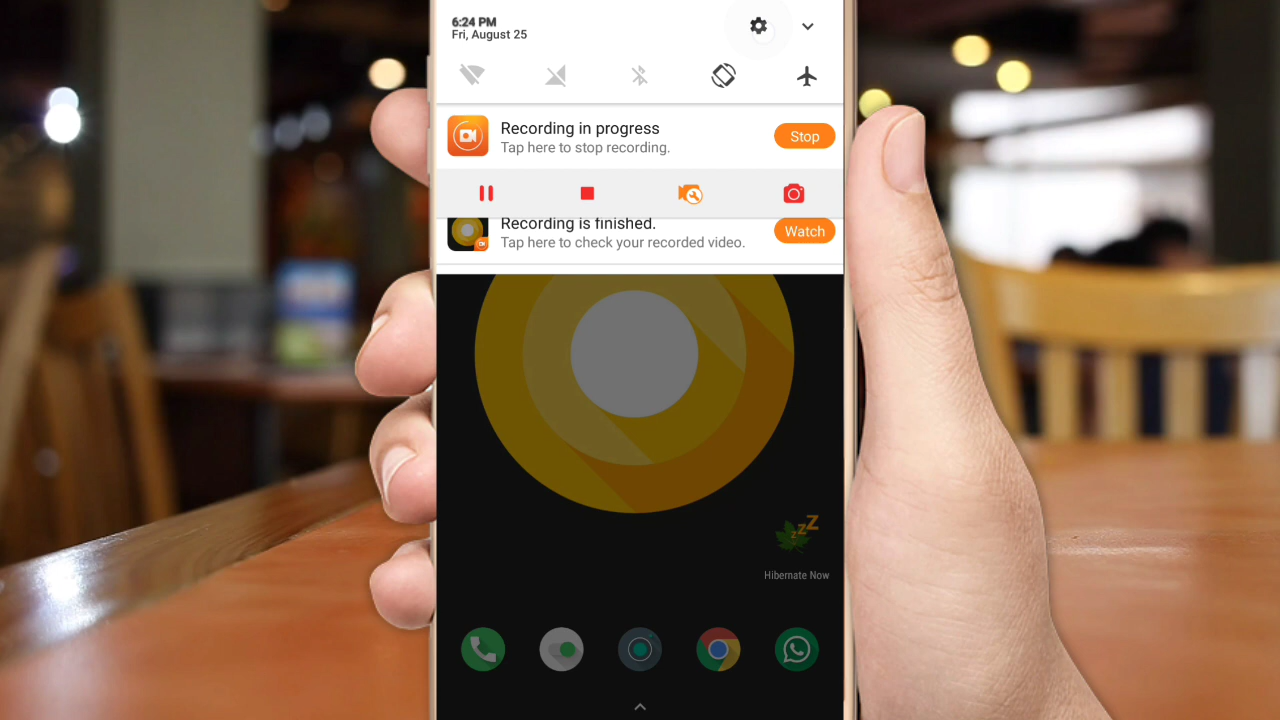 6:24 PM
Fri, August 25
Recording in progress
Tap here to stop recording.
Stop
Recording is finished.
Tap here to check your recorded video.
Watch
z z Z
Hibernate Now